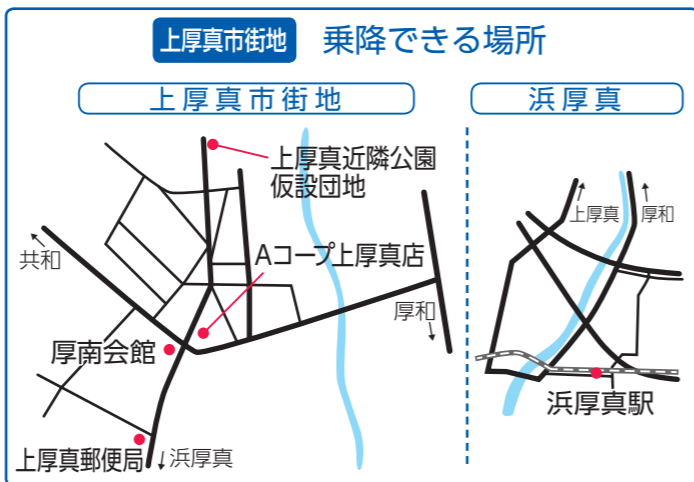 上厚真市街地 乗降できる場所
上厚真市街地
浜厚真
上厚真近隣公園
仮設団地
↖
共和
Aコープ上厚真店
厚和
↓
厚南会館
上厚真郵便局
↓浜厚真
↑
上厚真
↑
厚和
浜厚真駅